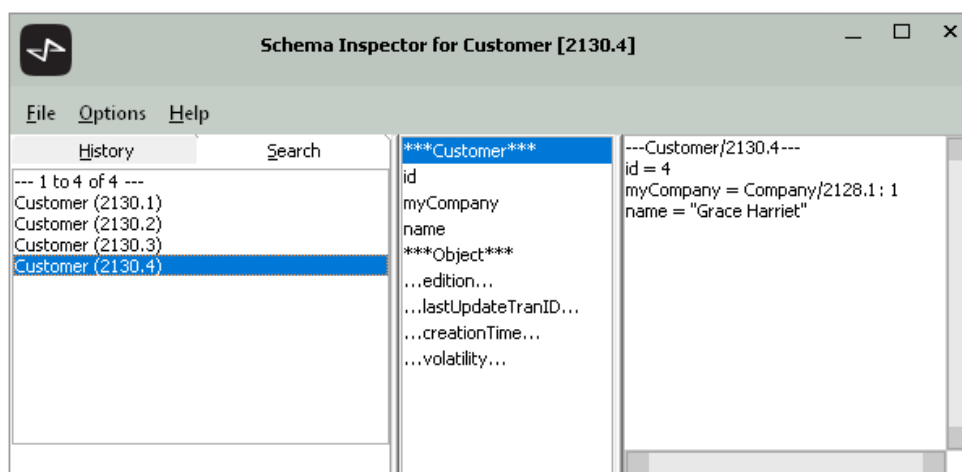 Schema Inspector for Customer [2130.4]
File Options Help
History Search
--- 1 to 4 of 4 ---
Customer (2130.1)
Customer (2130.2)
Customer (2130.3)
Customer (2130.4)
***Customer***
id
myCompany
name
***Object***
...edition...
...lastUpdateTranID...
...creationTime...
...volatility...
---Customer/2130.4---
id = 4
myCompany = Company/2128.1 : 1
name = "Grace Harriet"